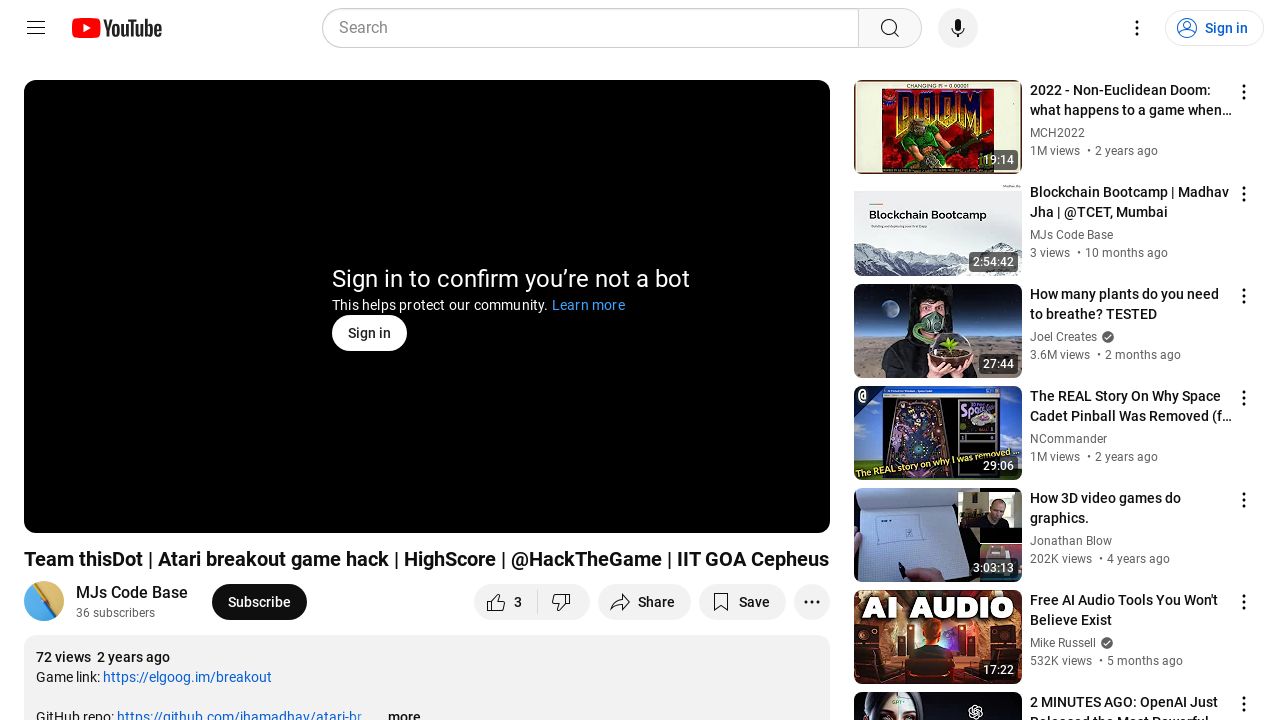 YouTube
Search
Sign in
Sign in to confirm you’re not a bot
This helps protect our community. Learn more
Sign in
Team thisDot | Atari breakout game hack | HighScore | @HackTheGame | IIT GOA Cepheus
MJs Code Base
36 subscribers
Subscribe
3
Share
Save
72 views 2 years ago
Game link: https://elgoog.im/breakout
GitHub repo: https://github.com/jhamadhav/atari-br...
...more
CHANGING PI = 0.00001
DOOM
19:14
2022 - Non-Euclidean Doom:
what happens to a game when...
MCH2022
1M views • 2 years ago
Blockchain Bootcamp
2:54:42
Blockchain Bootcamp | Madhav
Jha | @TCET, Mumbai
MJs Code Base
3 views • 10 months ago
27:44
How many plants do you need
to breathe? TESTED
Joel Creates
3.6M views • 2 months ago
@
The REAL story on why I was removed ...
29:06
The REAL Story On Why Space
Cadet Pinball Was Removed (f...
NCommander
1M views • 2 years ago
3:03:13
How 3D video games do
graphics.
Jonathan Blow
202K views • 4 years ago
AI AUDIO
17:22
Free AI Audio Tools You Won't
Believe Exist
Mike Russell
532K views • 5 months ago
2 MINUTES AGO: OpenAI Just
Released the Most Powerful